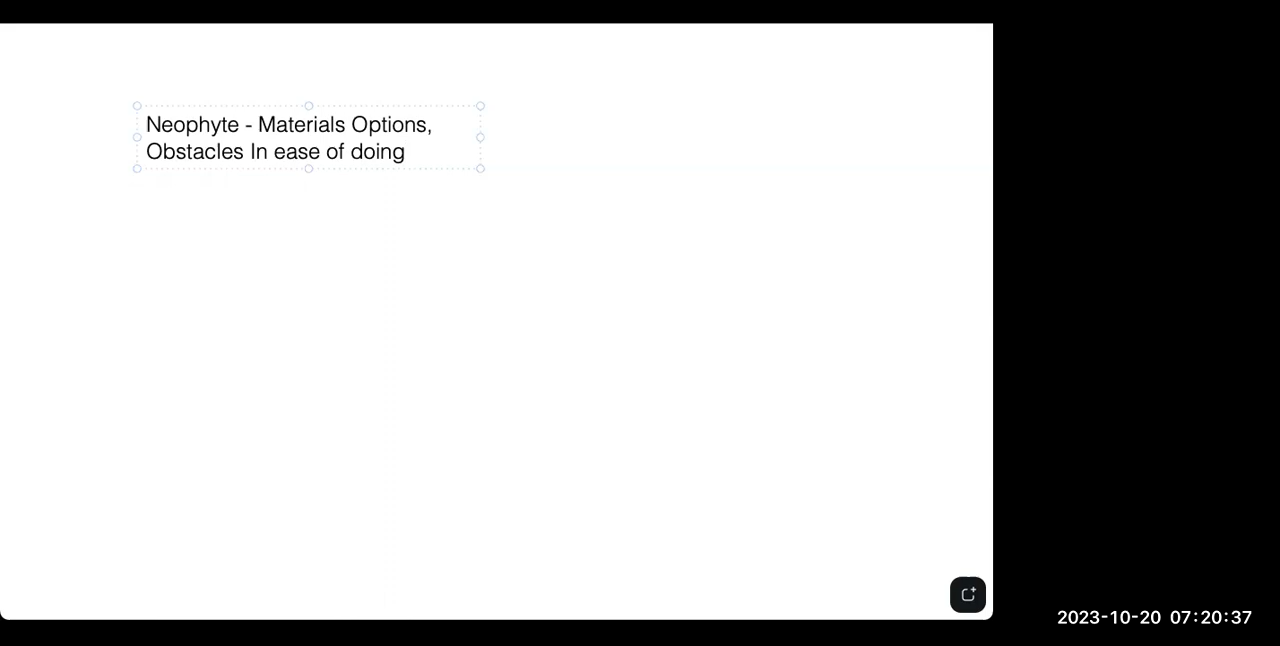 Neophyte - Materials Options,
Obstacles In ease of doing
2023-10-20 07:20:37